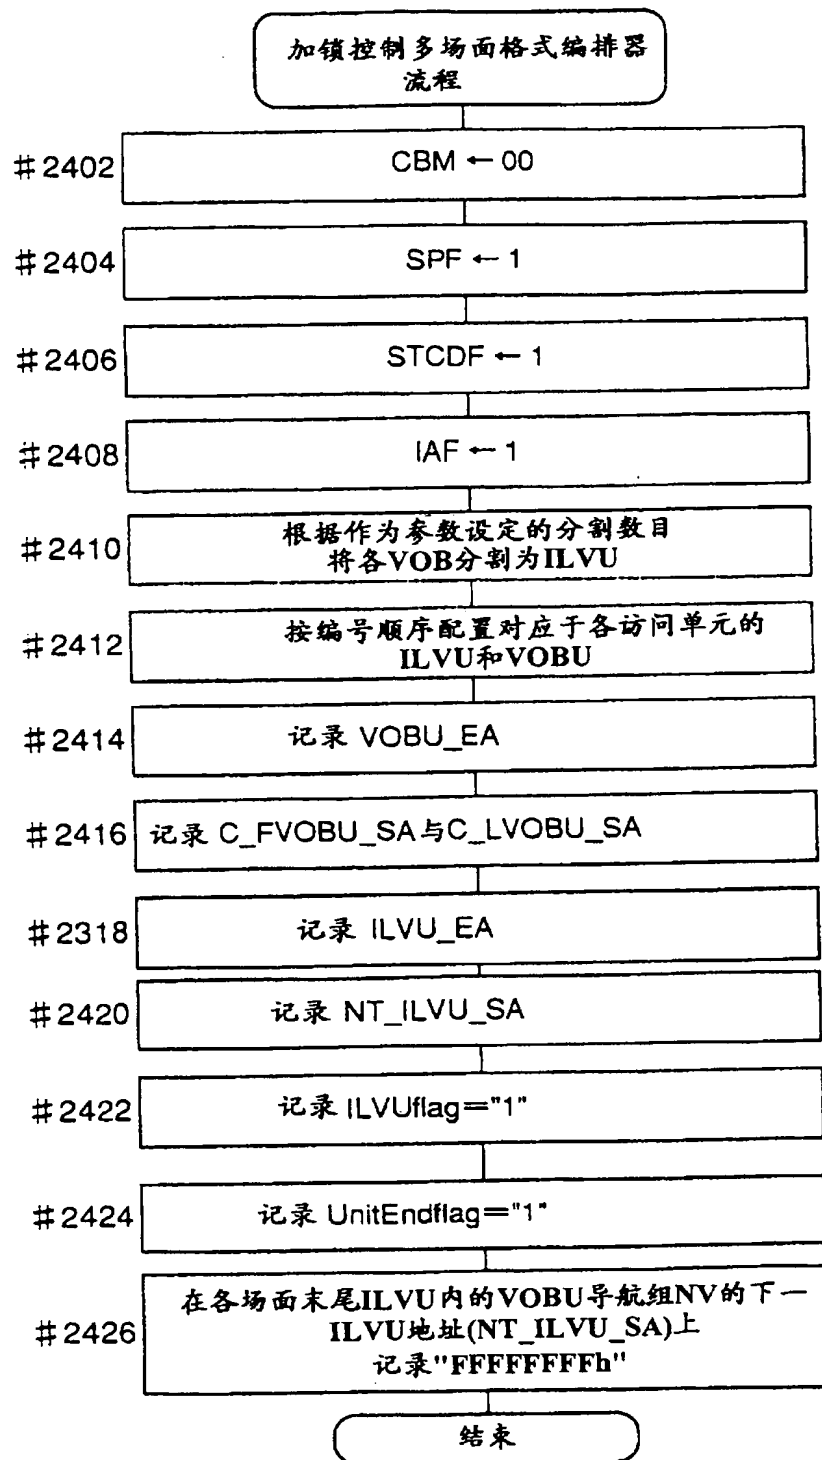 加锁控制多场面格式编排器
流程
#2402 CBM ← 00
#2404 SPF ← 1
#2406 STCDF ← 1
#2408 IAF ← 1
#2410 根据作为参数设定的分割数目
将各VOB分割为ILVU
#2412 按编号顺序配置对应于各访问单元的
ILVU和VOBU
#2414 记录 VOBU_EA
#2416 记录 C_FVOBU_SA与C_LVOBU_SA
#2318 记录 ILVU_EA
#2420 记录 NT_ILVU_SA
#2422 记录 ILVUflag="1"
#2424 记录 UnitEndflag="1"
在各场面末尾ILVU内的VOBU导航组NV的下一
#2426 ILVU地址(NT_ILVU_SA)上
记录"FFFFFFFFh"
结束